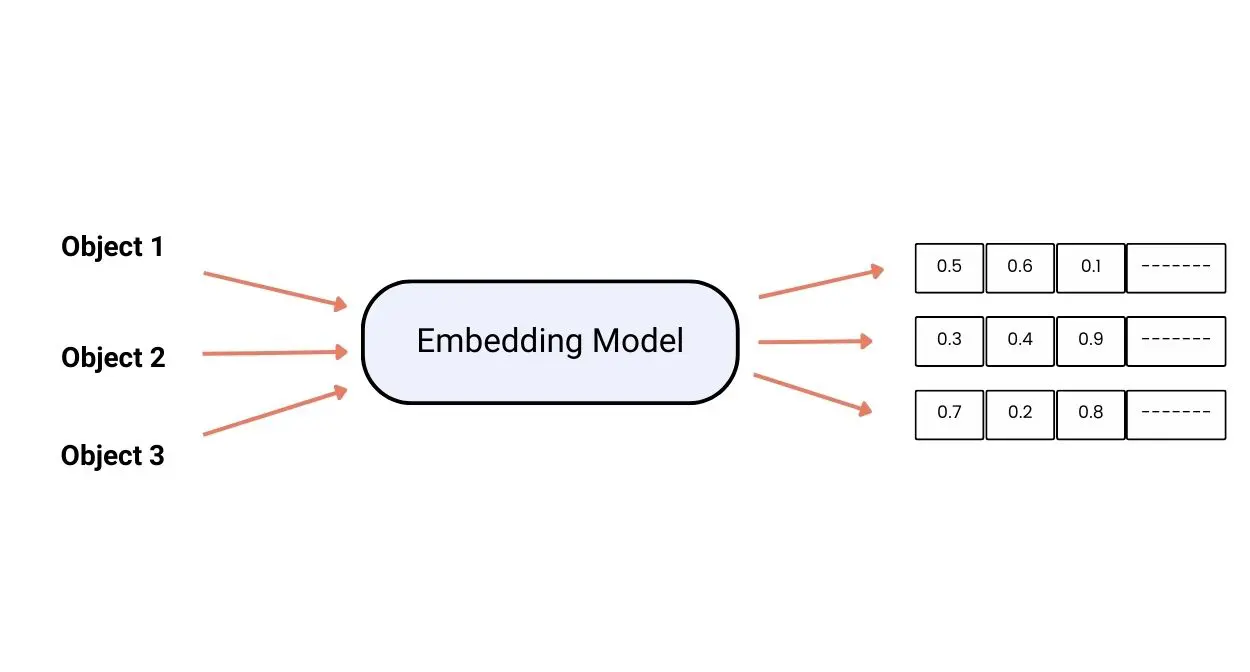 Object 1
Object 2
Object 3
Embedding Model
0.5 0.6 0.1 -------
0.3 0.4 0.9 -------
0.7 0.2 0.8 -------